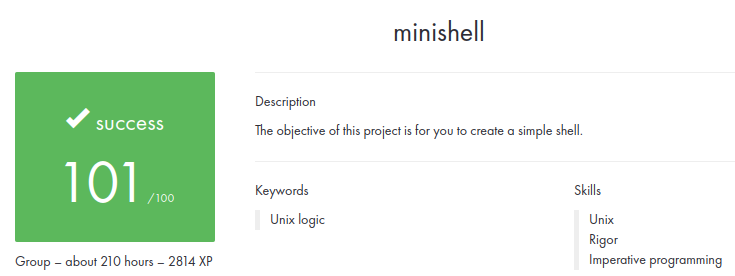 minishell
success
101 /100
Group – about 210 hours – 2814 XP
Description
The objective of this project is for you to create a simple shell.
Keywords
Unix logic
Skills
Unix
Rigor
Imperative programming